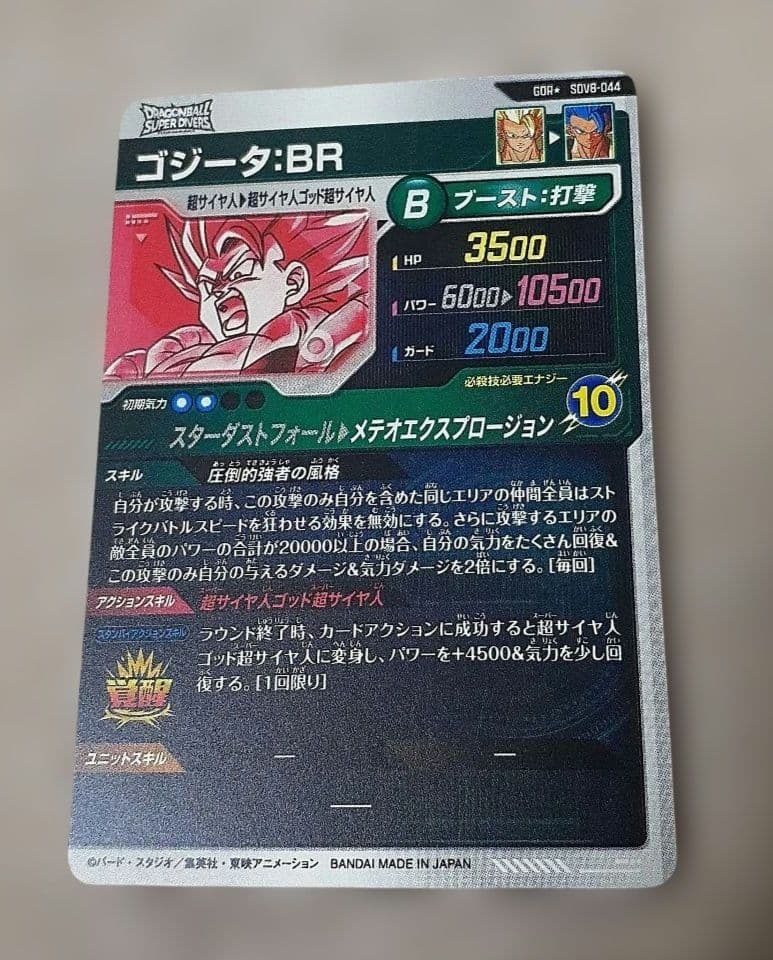 GDR★ SDV8-044
DRAGONBALL
SUPER DIVERS
ゴジータ:BR
超サイヤ人▶超サイヤ人ゴッド超サイヤ人
B ブースト:打撃
HP 3500
パワー 6000▶10500
ガード 2000
必殺技必要エナジー
初期気力
10
スターダストフォール▶メテオエクスプロージョン
スキル 圧倒的強者の風格
自分が攻撃する時、この攻撃のみ自分を含めた同じエリアの仲間全員はスト
ライクバトルスピードを狂わせる効果を無効にする。さらに攻撃するエリアの
敵全員のパワーの合計が20000以上の場合、自分の気力をたくさん回復&
この攻撃のみ自分の与えるダメージ&気力ダメージを2倍にする。[毎回]
アクションスキル 超サイヤ人ゴッド超サイヤ人
スタンバイアクションスキル
ラウンド終了時、カードアクションに成功すると超サイヤ人
ゴッド超サイヤ人に変身し、パワーを+4500&気力を少し回
復する。[1回限り]
覚醒
ユニットスキル — —
—
©バード・スタジオ/集英社・東映アニメーション BANDAI MADE IN JAPAN